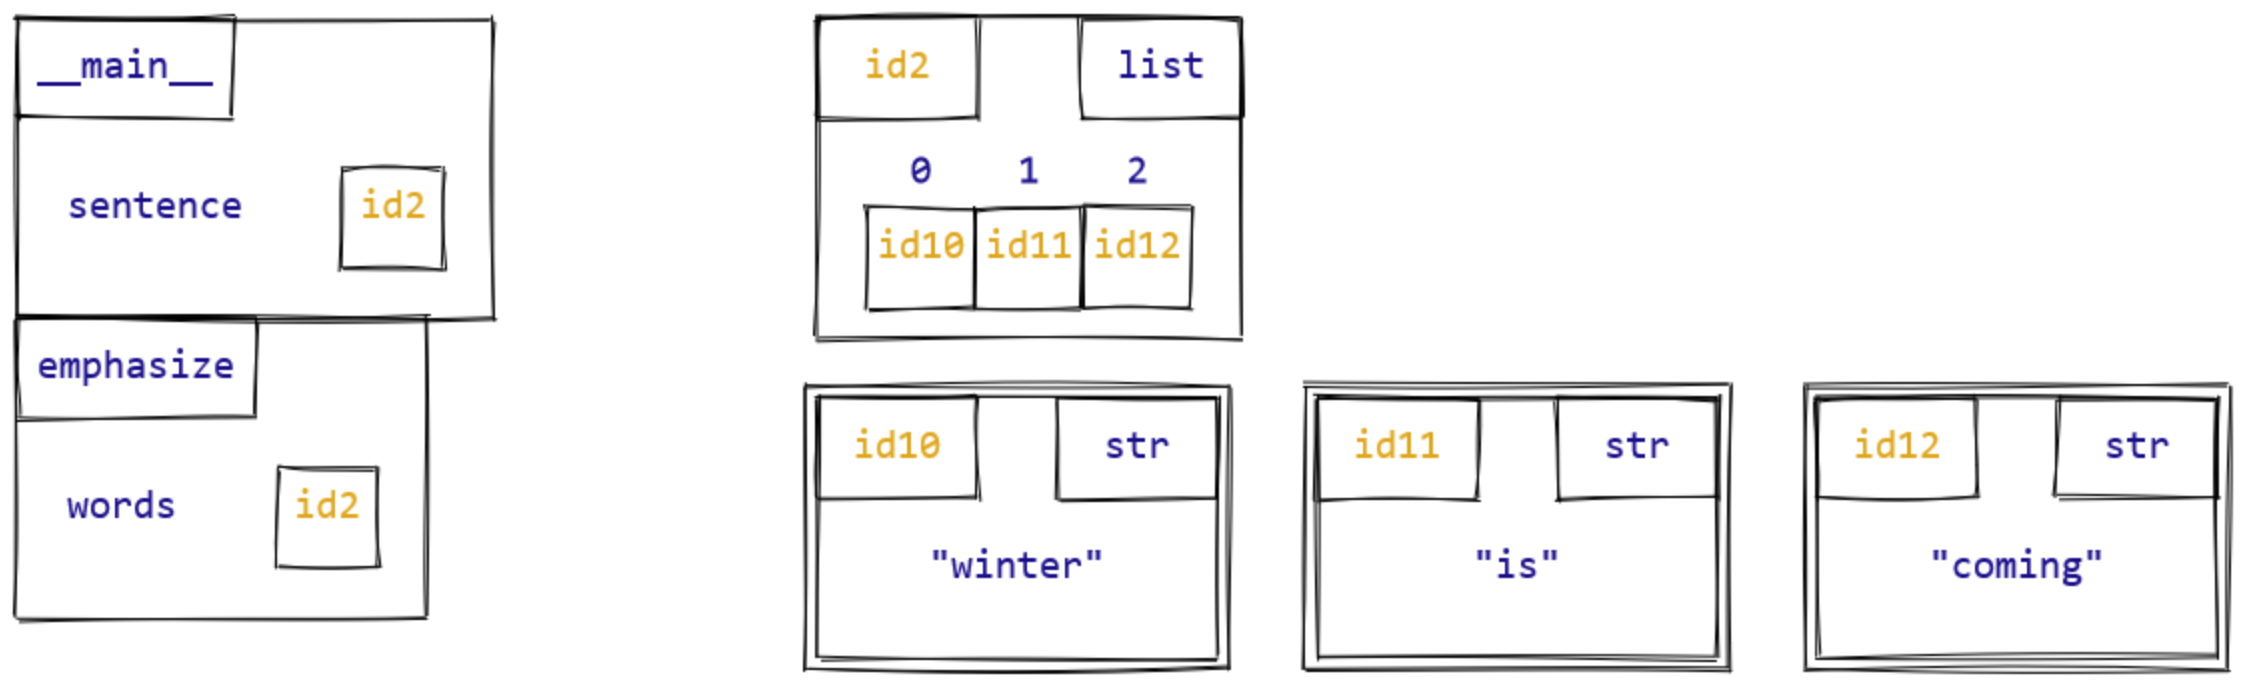 __main__
sentence id2
emphasize
words id2
id2 list
0 1 2
id10 id11 id12
id10 str
"winter"
id11 str
"is"
id12 str
"coming"